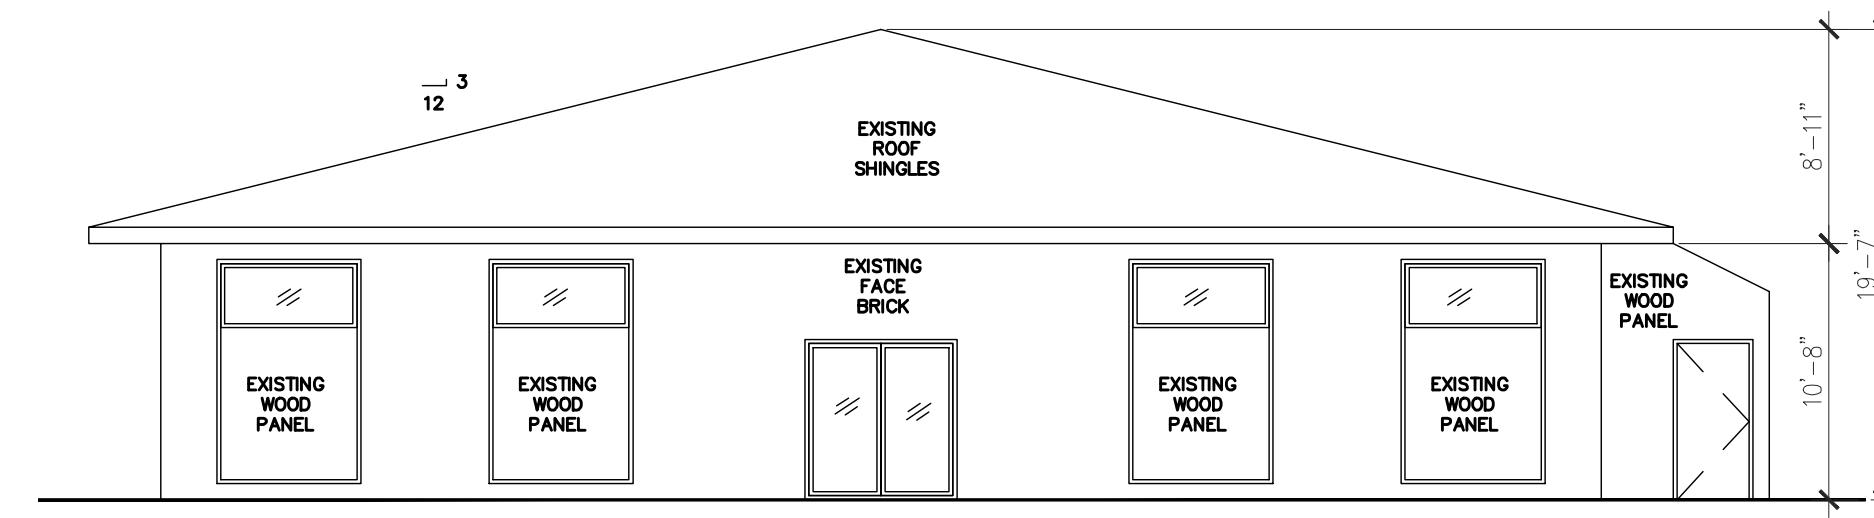 3
12
EXISTING
ROOF
SHINGLES
8'-11"
19'-7"
EXISTING
FACE
BRICK
EXISTING
WOOD
PANEL
10'-8"
EXISTING
WOOD
PANEL
EXISTING
WOOD
PANEL
EXISTING
WOOD
PANEL
EXISTING
WOOD
PANEL